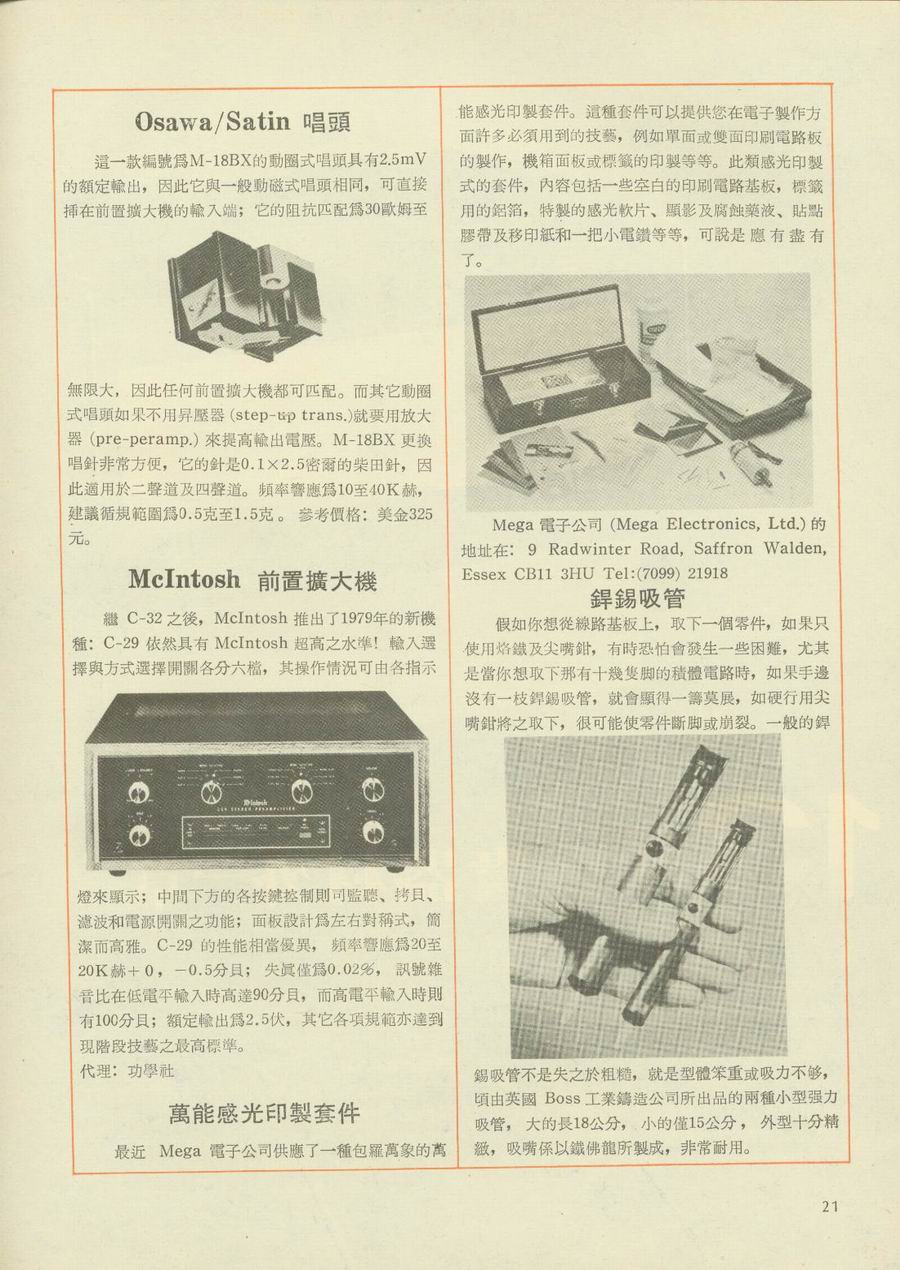 Osawa/Satin 唱頭
這一款編號爲M-18BX的動圈式唱頭具有2.5mV
的額定輸出，因此它與一般動磁式唱頭相同，可直接
揷在前置擴大機的輸入端；它的阻抗匹配爲30歐姆至
無限大，因此任何前置擴大機都可匹配。而其它動圈
式唱頭如果不用昇壓器 (step-up trans.)就要用放大
器 (pre-peramp.) 來提高輸出電壓。M-18BX 更換
唱針非常方便，它的針是0.1×2.5密爾的柴田針，因
此適用於二聲道及四聲道。頻率響應爲10至40K赫，
建議循規範圍爲0.5克至1.5克。 參考價格：美金325
元。
McIntosh 前置擴大機
繼 C-32 之後，McIntosh 推出了1979年的新機
種：C-29 依然具有 McIntosh 超高之水準！輸入選
擇與方式選擇開關各分六檔，其操作情況可由各指示
McIntosh
C29 STEREO PREAMPLIFIER
燈來顯示；中間下方的各按鍵控制則司監聽、拷貝、
濾波和電源開關之功能；面板設計爲左右對稱式，簡
潔而高雅。C-29 的性能相當優異， 頻率響應爲20至
20K赫＋0，－0.5分貝； 失眞僅爲0.02%， 訊號雜
音比在低電平輸入時高達90分貝，而高電平輸入時則
有100分貝；額定輸出爲2.5伏，其它各項規範亦達到
現階段技藝之最高標準。
代理：功學社
萬能感光印製套件
最近 Mega 電子公司供應了一種包羅萬象的萬
能感光印製套件。這種套件可以提供您在電子製作方
面許多必須用到的技藝，例如單面或雙面印刷電路板
的製作，機箱面板或標籤的印製等等。此類感光印製
式的套件，內容包括一些空白的印刷電路基板，標籤
用的鋁箔，特製的感光軟片、顯影及腐蝕藥液、貼點
膠帶及移印紙和一把小電鑽等等，可說是應有盡有
了。
Mega 電子公司 (Mega Electronics, Ltd.) 的
地址在： 9 Radwinter Road, Saffron Walden,
Essex CB11 3HU Tel:(7099) 21918
銲錫吸管
假如你想從線路基板上，取下一個零件，如果只
使用烙鐵及尖嘴鉗，有時恐怕會發生一些困難，尤其
是當你想取下那有十幾隻脚的積體電路時，如果手邊
沒有一枝銲錫吸管，就會顯得一籌莫展，如硬行用尖
嘴鉗將之取下，很可能使零件斷脚或崩裂。一般的銲
錫吸管不是失之於粗糙，就是型體笨重或吸力不够，
頃由英國 Boss 工業鑄造公司所出品的兩種小型强力
吸管， 大的長18公分， 小的僅15公分， 外型十分精
緻，吸嘴係以鐵佛龍所製成，非常耐用。
21